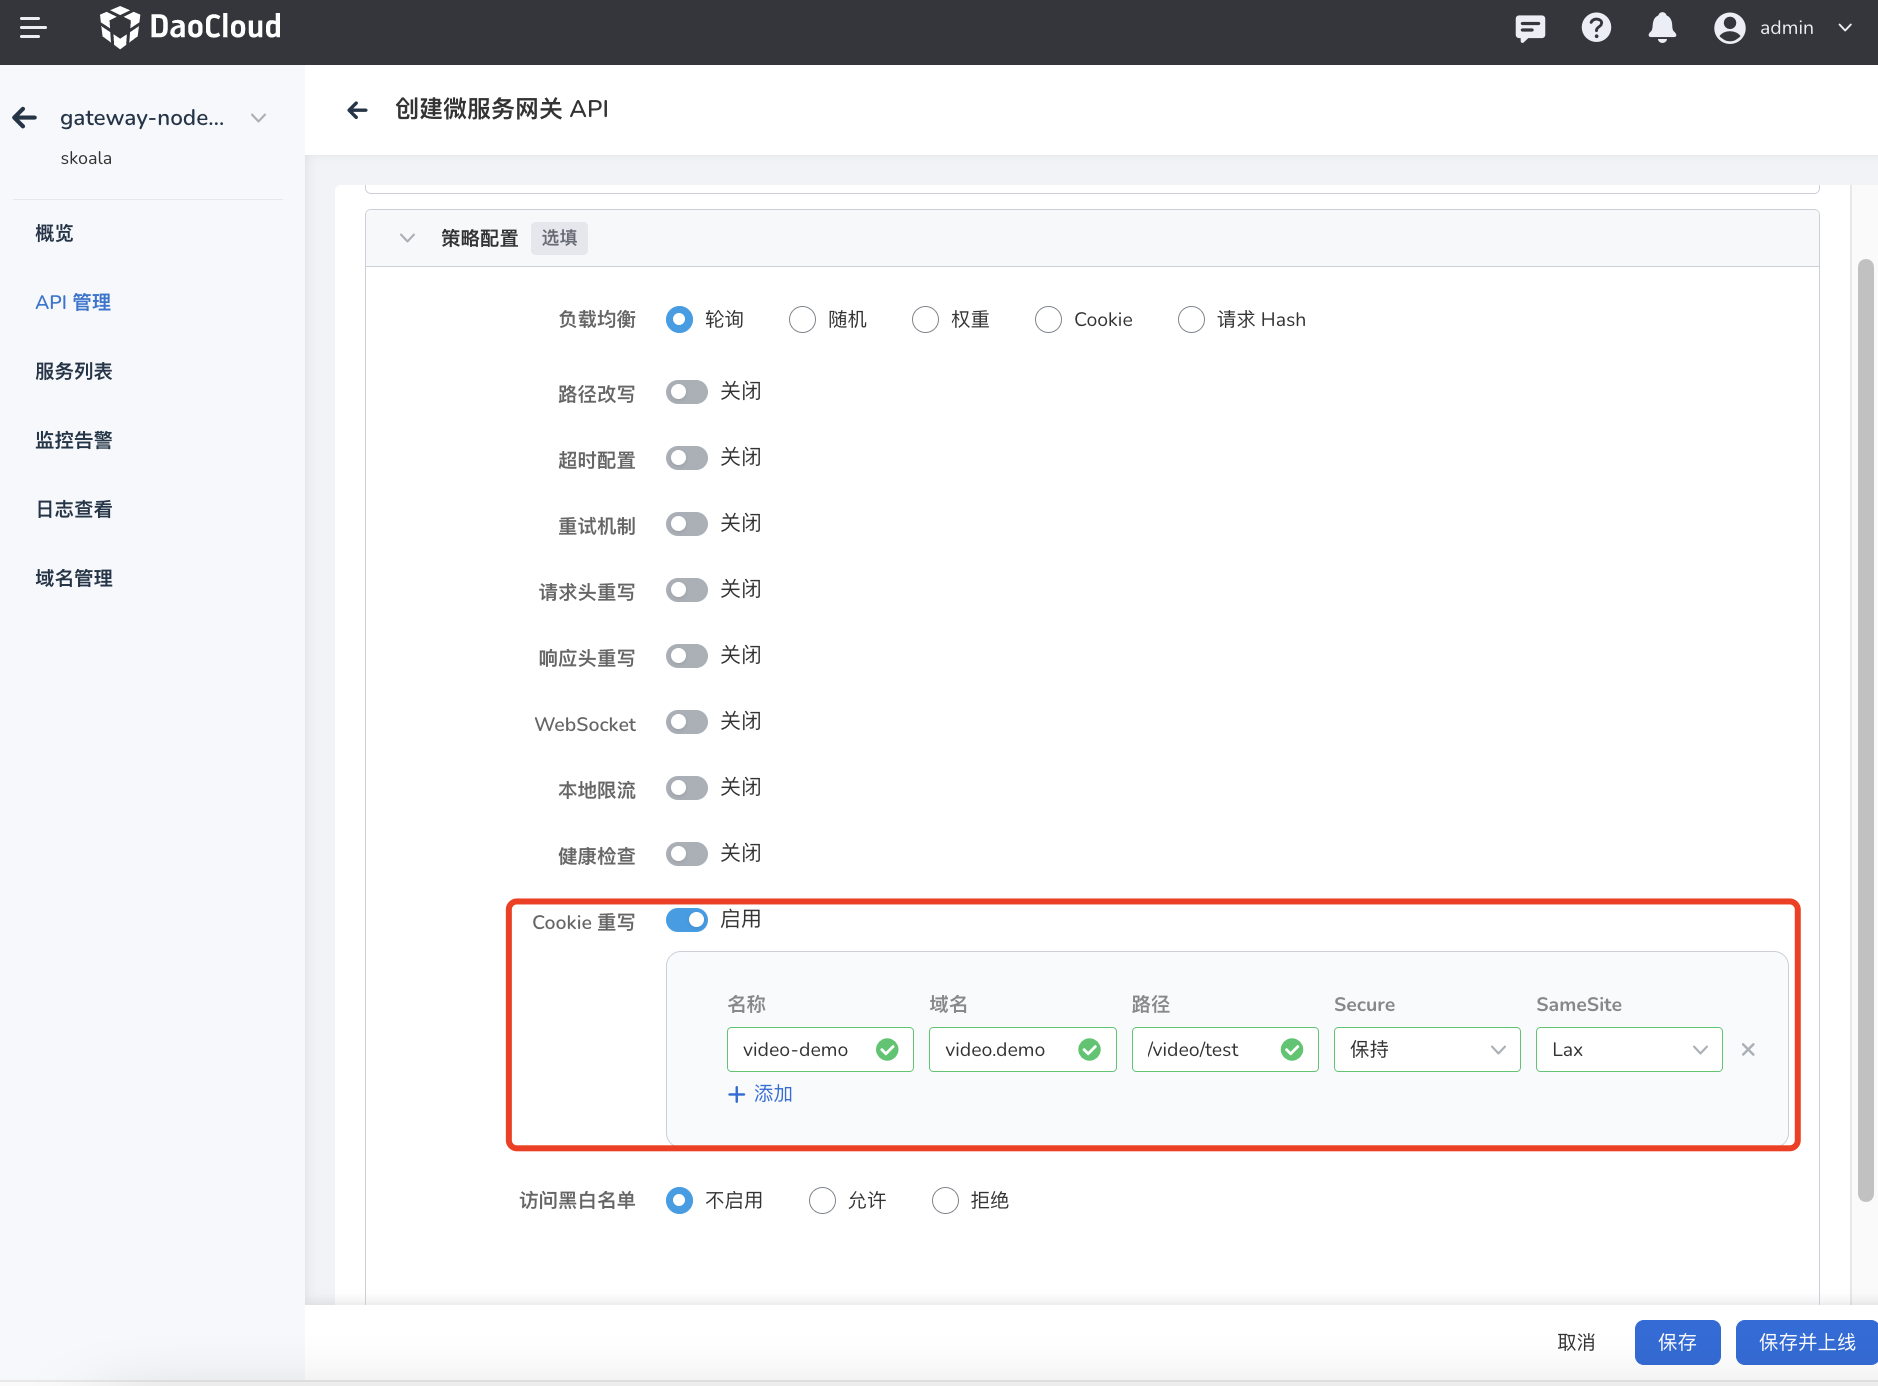 DaoCloud
admin
gateway-node...
skoala
概览
API 管理
服务列表
监控告警
日志查看
域名管理
创建微服务网关 API
策略配置 选填
负载均衡 轮询 随机 权重 Cookie 请求 Hash
路径改写 关闭
超时配置 关闭
重试机制 关闭
请求头重写 关闭
响应头重写 关闭
WebSocket 关闭
本地限流 关闭
健康检查 关闭
Cookie 重写 启用
名称 域名 路径 Secure SameSite
video-demo video.demo /video/test 保持 Lax
添加
访问黑白名单 不启用 允许 拒绝
取消 保存 保存并上线